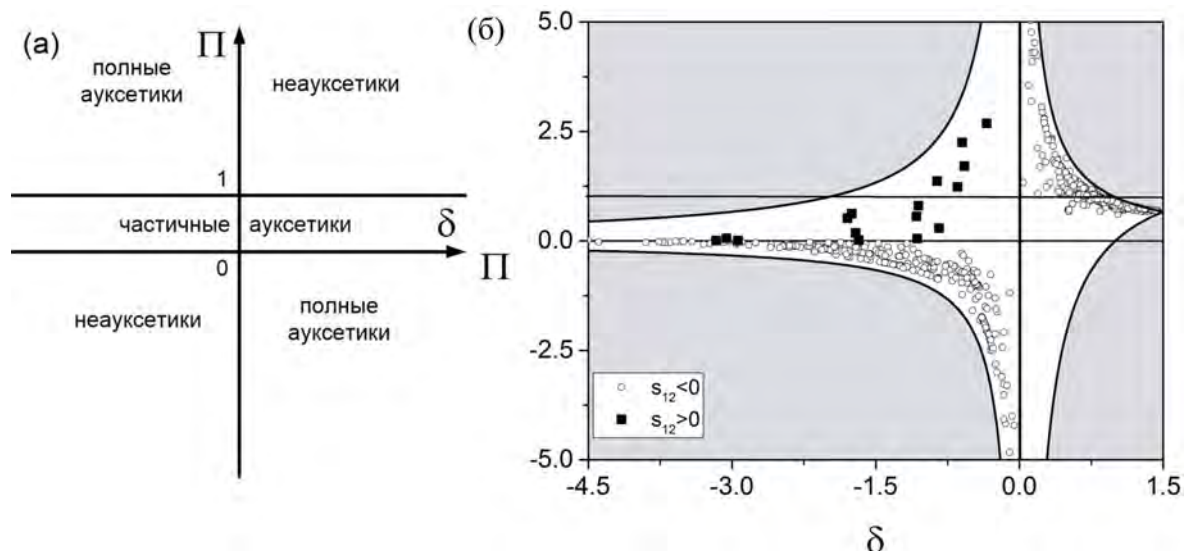 (а)
П
полные
ауксетики
неауксетики
1
частичные ауксетики
δ
0
неауксетики
полные
ауксетики
(б)
5.0
2.5
0.0
-2.5
-5.0
П
s12<0
s12>0
-4.5 -3.0 -1.5 0.0 1.5
δ